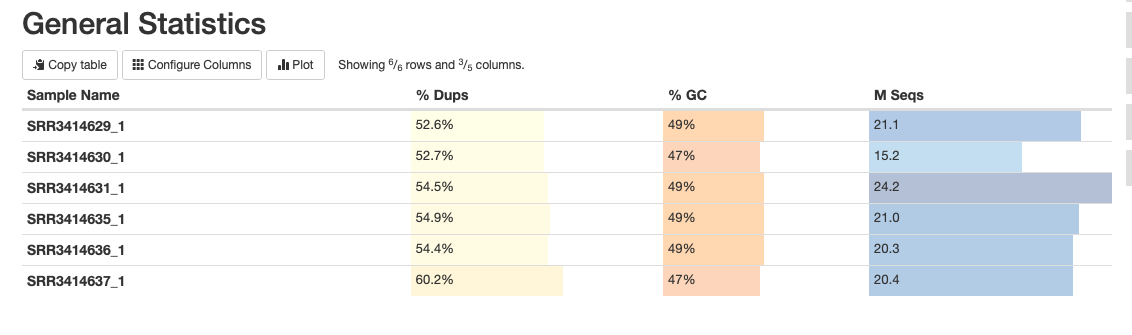 General Statistics
Copy table Configure Columns Plot Showing 6/6 rows and 3/5 columns.
Sample Name % Dups % GC M Seqs
SRR3414629_1 52.6% 49% 21.1
SRR3414630_1 52.7% 47% 15.2
SRR3414631_1 54.5% 49% 24.2
SRR3414635_1 54.9% 49% 21.0
SRR3414636_1 54.4% 49% 20.3
SRR3414637_1 60.2% 47% 20.4